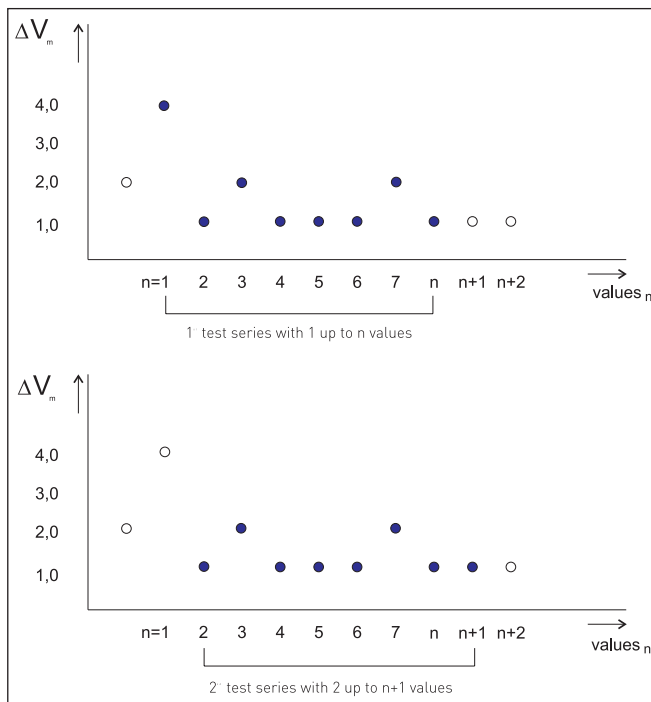 ΔVm
4,0
3,0
2,0
1,0
n=1 2 3 4 5 6 7 n n+1 n+2
values n
1¨ test series with 1 up to n values
ΔVm
4,0
3,0
2,0
1,0
n=1 2 3 4 5 6 7 n n+1 n+2
values n
2¨ test series with 2 up to n+1 values